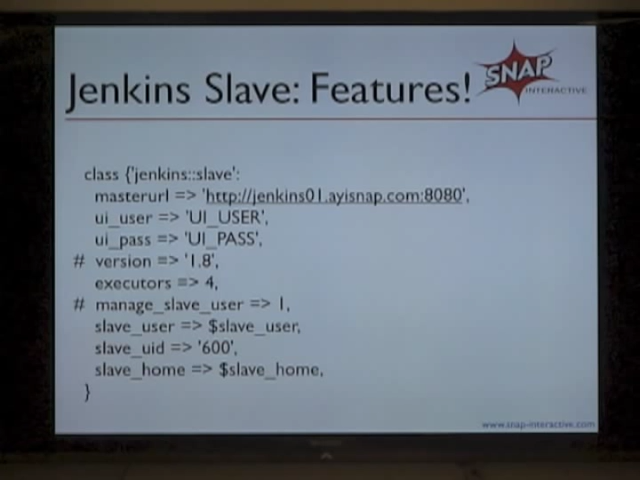 Jenkins Slave: Features!
SNAP
INTERACTIVE
class {'jenkins::slave':
masterurl => 'http://jenkins01.ayisnap.com:8080',
ui_user => 'UI_USER',
ui_pass => 'UI_PASS',
# version => '1.8',
executors => 4,
# manage_slave_user => 1,
slave_user => $slave_user,
slave_uid => '600',
slave_home => $slave_home,
}
www.snap-interactive.com